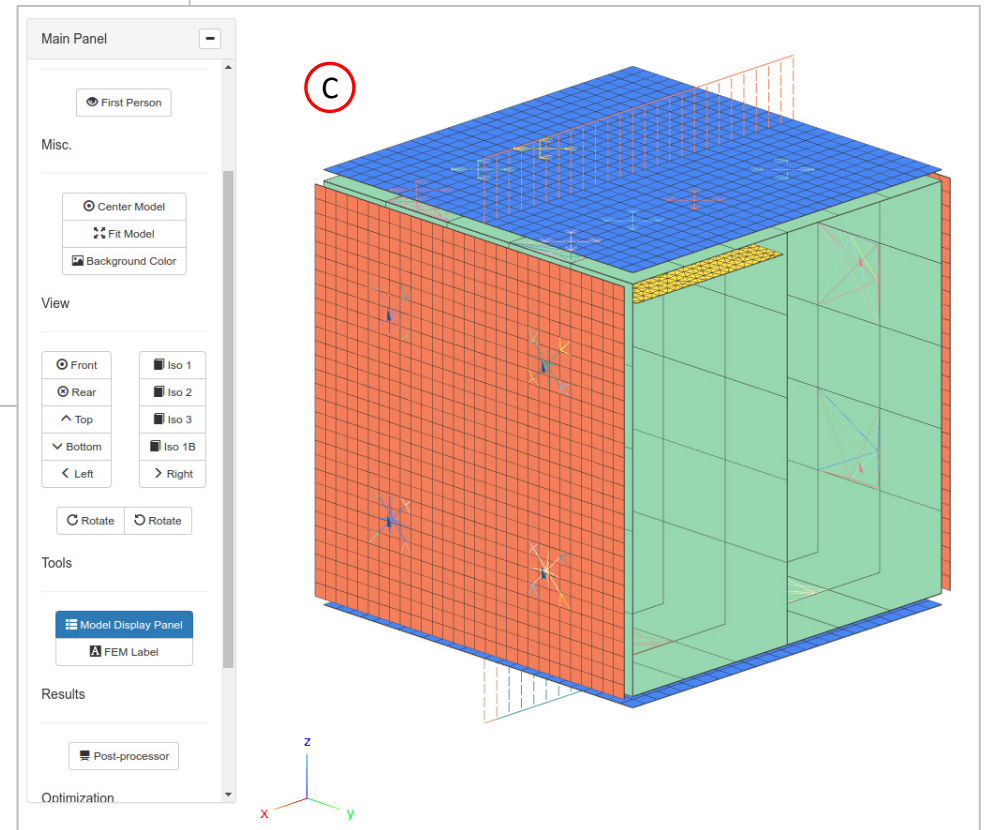 Main Panel
First Person
Misc.
Center Model
Fit Model
Background Color
View
Front
Iso 1
Rear
Iso 2
Top
Iso 3
Bottom
Iso 1B
Left
Right
Rotate
Rotate
Tools
Model Display Panel
A FEM Label
Results
Post-processor
Optimization
C
z
x
y